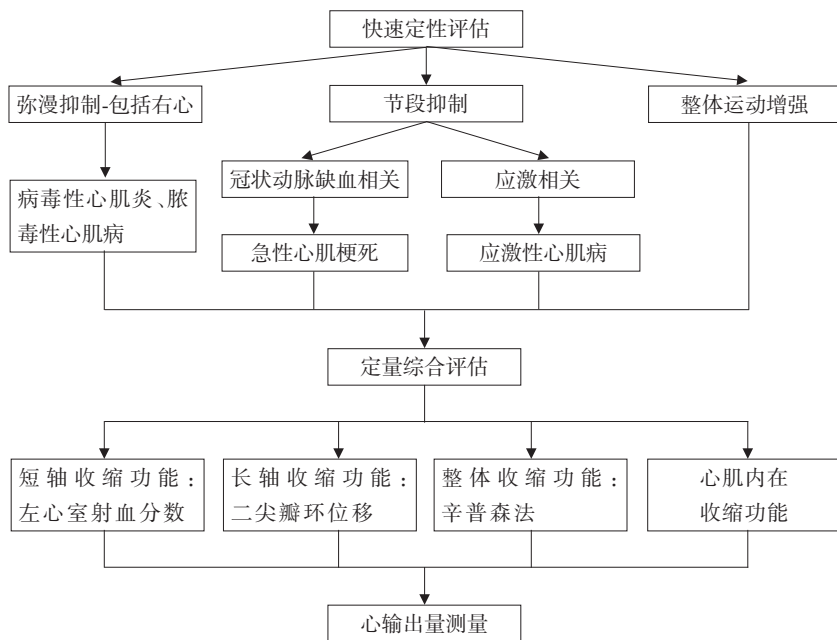 快速定性评估
弥漫抑制-包括右心
节段抑制
整体运动增强
病毒性心肌炎、脓
毒性心肌病
冠状动脉缺血相关
应激相关
急性心肌梗死
应激性心肌病
定量综合评估
短轴收缩功能：
左心室射血分数
长轴收缩功能：
二尖瓣环位移
整体收缩功能：
辛普森法
心肌内在
收缩功能
心输出量测量